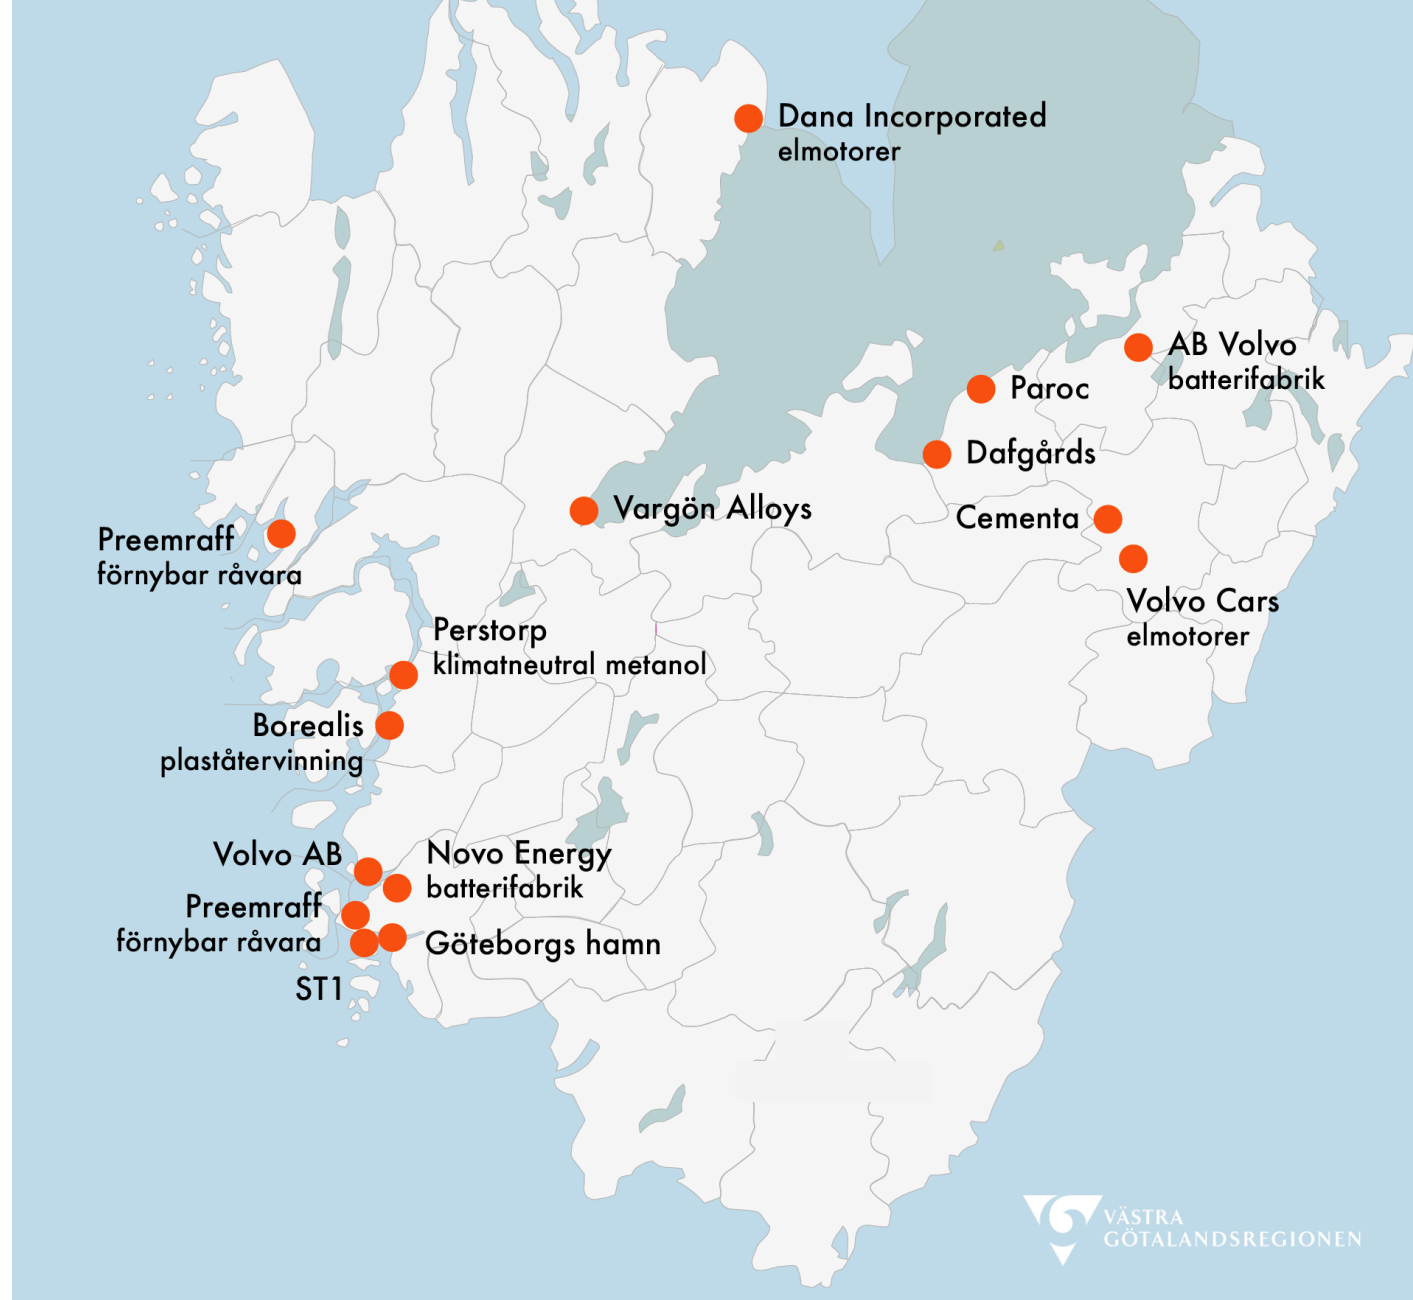 Dana Incorporated
elmotorer
AB Volvo
batterifabrik
Paroc
Dafgårds
Vargön Alloys
Cementa
Preemraff
förnybar råvara
Volvo Cars
elmotorer
Perstorp
klimatneutral metanol
Borealis
plaståtervinning
Volvo AB
Novo Energy
batterifabrik
Preemraff
förnybar råvara
Göteborgs hamn
ST1
VÄSTRA
GÖTALANDSREGIONEN